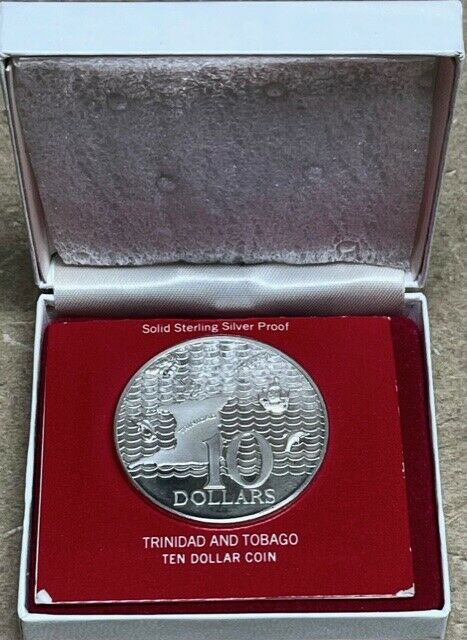 Solid Sterling Silver Proof
10
DOLLARS
TRINIDAD AND TOBAGO
TEN DOLLAR COIN